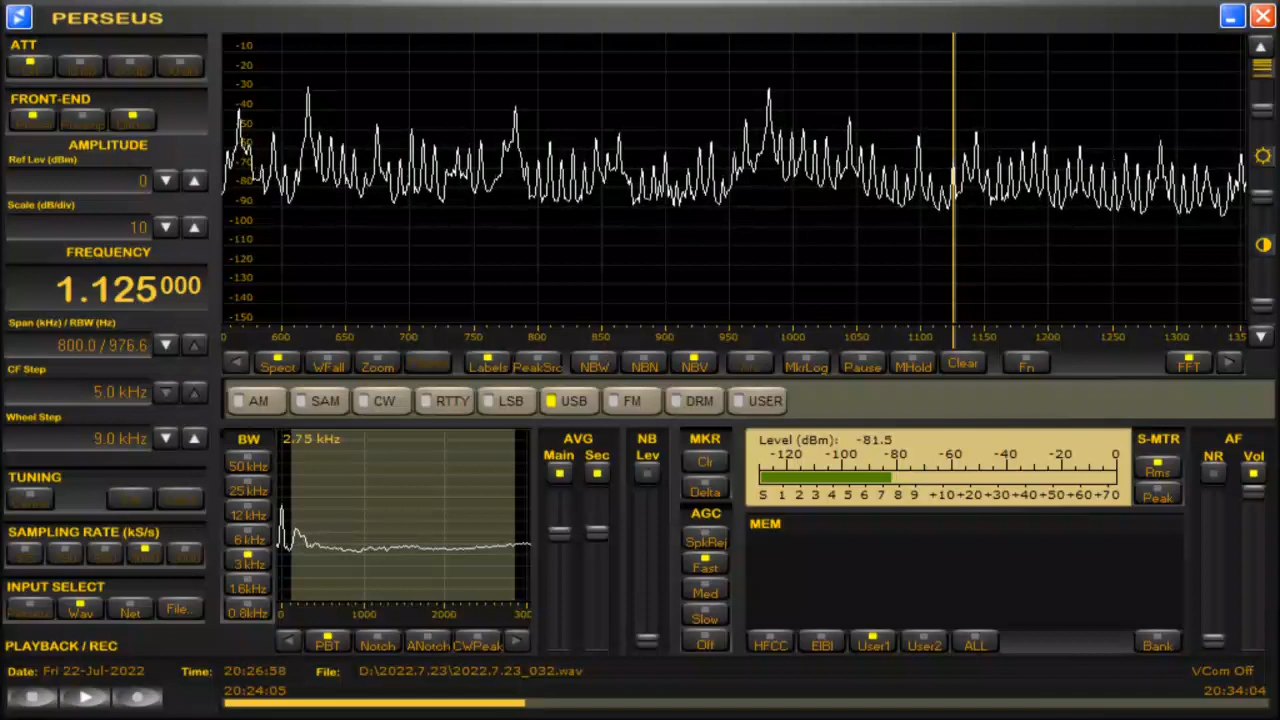 PERSEUS
ATT
FRONT-END
AMPLITUDE
Ref Lev (dBm)
0
Scale (dB/div)
10
FREQUENCY
1.125000
Span (kHz) / RBW (Hz)
800.0 / 976.6
CF Step
5.0 kHz
Wheel Step
9.0 kHz
TUNING
SAMPLING RATE (kS/s)
INPUT SELECT
Wav Net File..
PLAYBACK / REC
-10
-20
-30
-40
-50
-60
-70
-80
-90
-100
-110
-120
-130
-140
-150
600 650 700 750 800 850 900 950 1000 1050 1100 1150 1200 1250 1300 135
Spect WFall Zoom Labels PeakSrc NBW NBN NBV MkrLog Pause MHold Clear Fn FFT
AM SAM CW RTTY LSB USB FM DRM USER
BW
50 kHz
25 kHz
12 kHz
6 kHz
3 kHz
1.6kHz
0.8kHz
2.75 kHz
0 1000 2000 300
PBT Notch ANotch CWPeak
AVG
Main Sec
NB
Lev
MKR
Clr
Delta
AGC
SpkRej
Fast
Med
Slow
Off
Level (dBm): -81.5
-120 -100 -80 -60 -40 -20 0
S 1 2 3 4 5 6 7 8 9 +10+20+30+40+50+60+70
S-MTR
Rms
Peak
AF
NR Vol
MEM
HFCC EIBI User1 User2 ALL Bank
Date: Fri 22-Jul-2022 Time: 20:26:58 File: D:\2022.7.23\2022.7.23_032.wav VCom Off
20:24:05 20:34:04